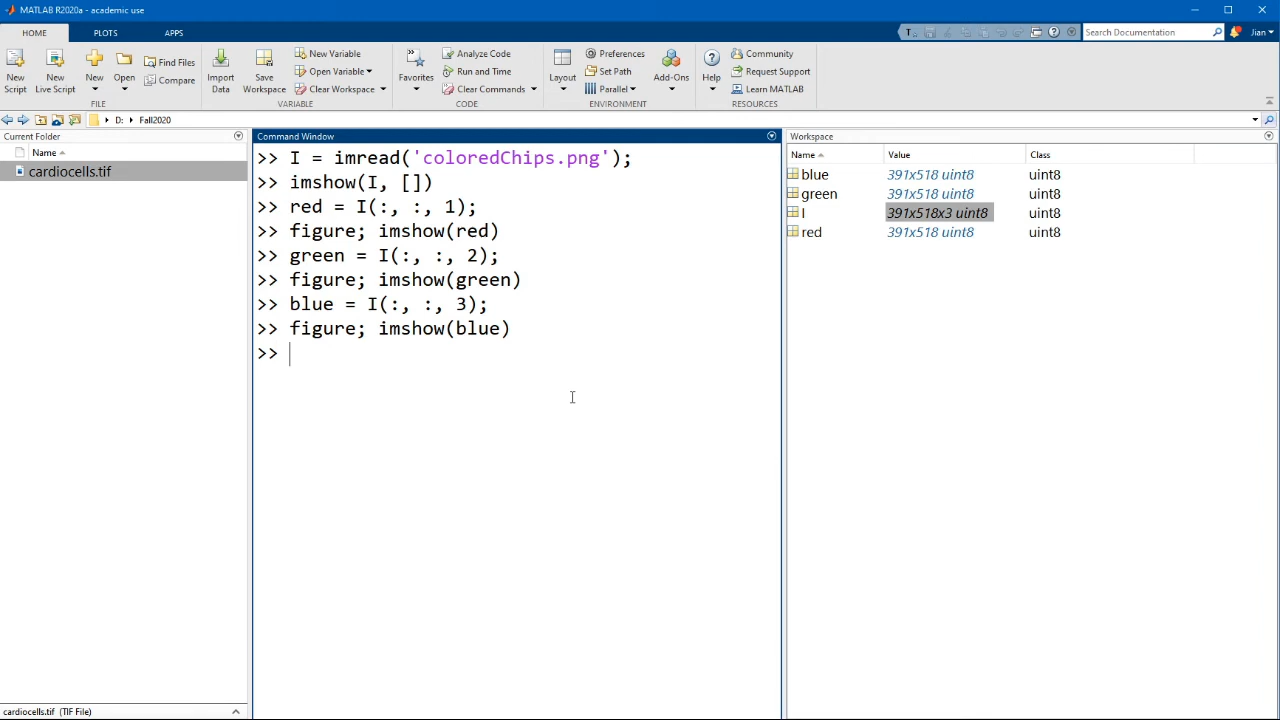 MATLAB R2020a - academic use
HOME PLOTS APPS
Search Documentation
Jian
New Script
New Live Script
New
Open
Find Files
Compare
FILE
Import Data
Save Workspace
New Variable
Open Variable
Clear Workspace
VARIABLE
Favorites
Analyze Code
Run and Time
Clear Commands
CODE
Layout
Preferences
Set Path
Parallel
Add-Ons
ENVIRONMENT
Help
Community
Request Support
Learn MATLAB
RESOURCES
D: Fall2020
Current Folder
Name
cardiocells.tif
cardiocells.tif (TIF File)
Command Window
>> I = imread('coloredChips.png');
>> imshow(I, [])
>> red = I(:, :, 1);
>> figure; imshow(red)
>> green = I(:, :, 2);
>> figure; imshow(green)
>> blue = I(:, :, 3);
>> figure; imshow(blue)
>>
Workspace
Name Value Class
blue 391x518 uint8 uint8
green 391x518 uint8 uint8
I 391x518x3 uint8 uint8
red 391x518 uint8 uint8